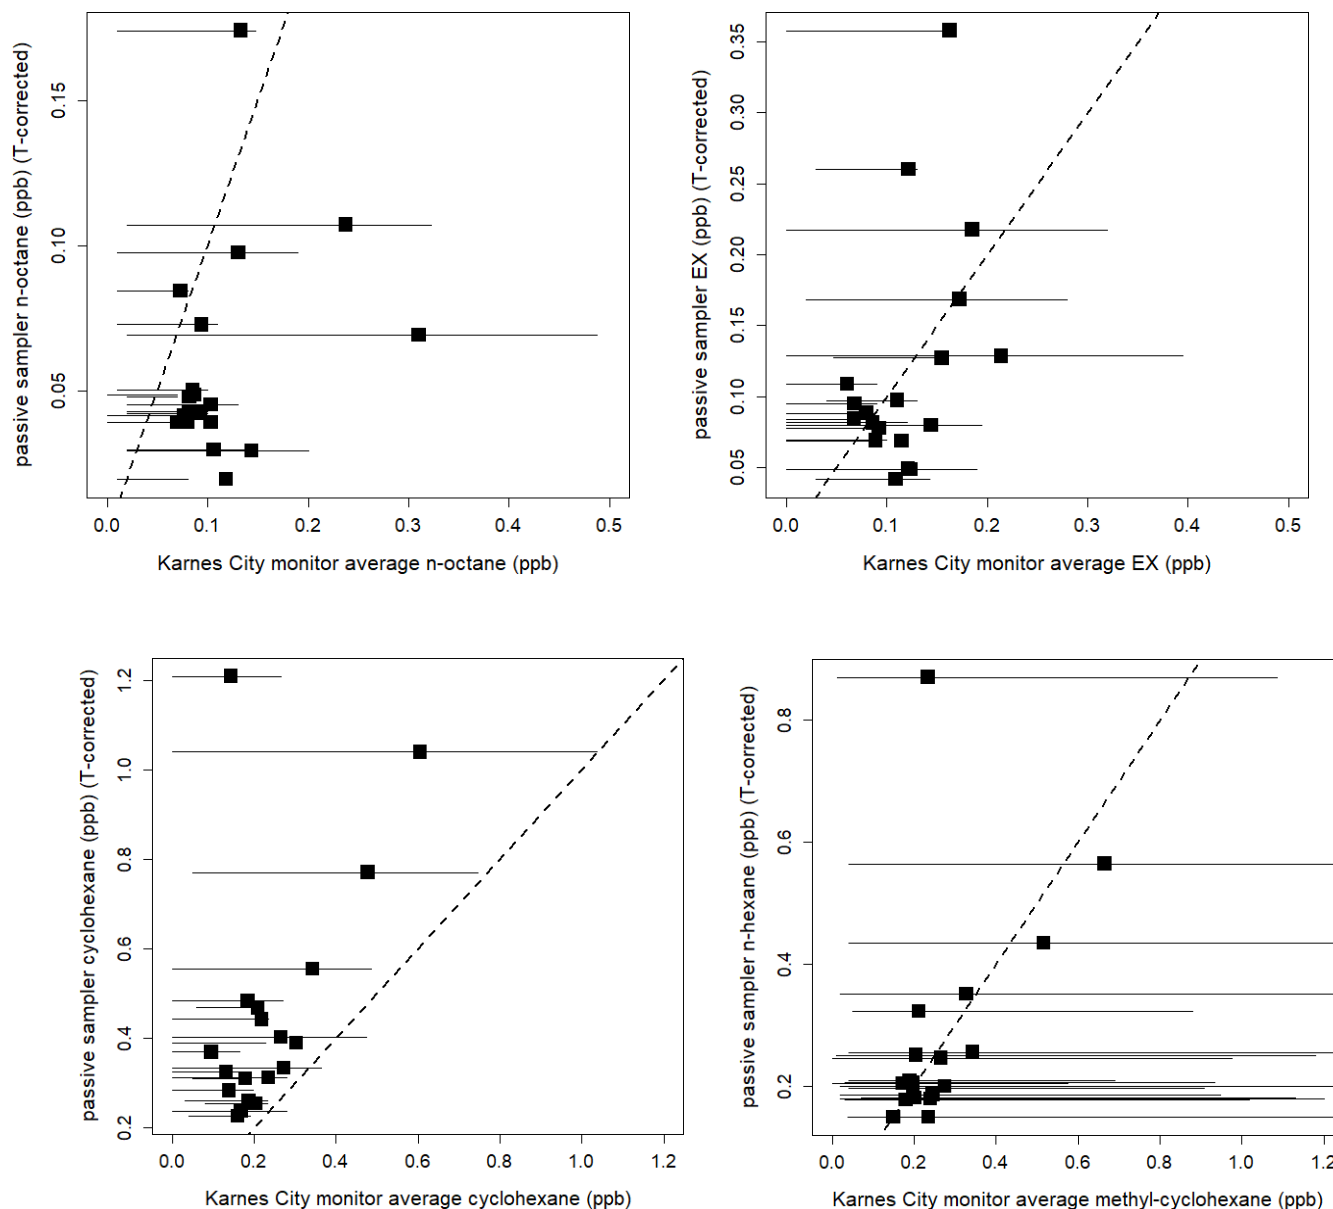 passive sampler n-octane (ppb) (T-corrected)
0.15
0.10
0.05
0.0 0.1 0.2 0.3 0.4 0.5
Karnes City monitor average n-octane (ppb)
passive sampler EX (ppb) (T-corrected)
0.35
0.30
0.25
0.20
0.15
0.10
0.05
0.0 0.1 0.2 0.3 0.4 0.5
Karnes City monitor average EX (ppb)
passive sampler cyclohexane (ppb) (T-corrected)
1.2
1.0
0.8
0.6
0.4
0.2
0.0 0.2 0.4 0.6 0.8 1.0 1.2
Karnes City monitor average cyclohexane (ppb)
passive sampler n-hexane (ppb) (T-corrected)
0.8
0.6
0.4
0.2
0.0 0.2 0.4 0.6 0.8 1.0 1.2
Karnes City monitor average methyl-cyclohexane (ppb)